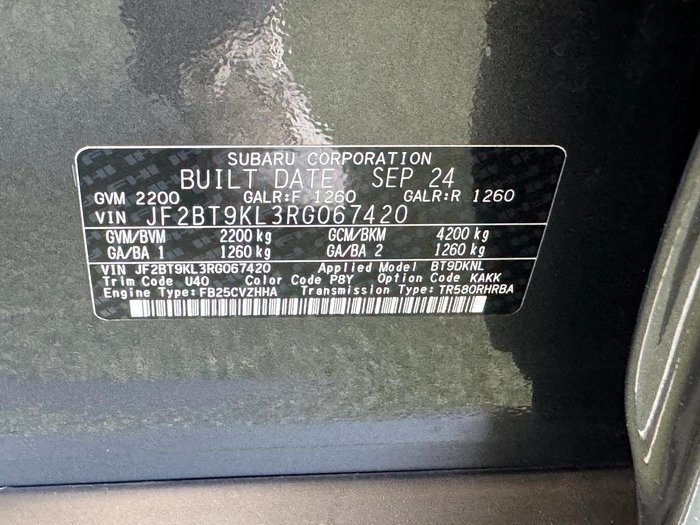 SUBARU CORPORATION
BUILT DATE SEP 24
GVM 2200 GALR:F 1260 GALR:R 1260
VIN JF2BT9KL3RG067420
GVM/BVM 2200 kg GCM/BKM 4200 kg
GA/BA 1 1260 kg GA/BA 2 1260 kg
VIN JF2BT9KL3RG067420 Applied Model BT9DKNL
Trim Code U40 Color Code P8Y Option Code KAKK
Engine Type:FB25CVZHHA Transmission Type:TR580RHRBA